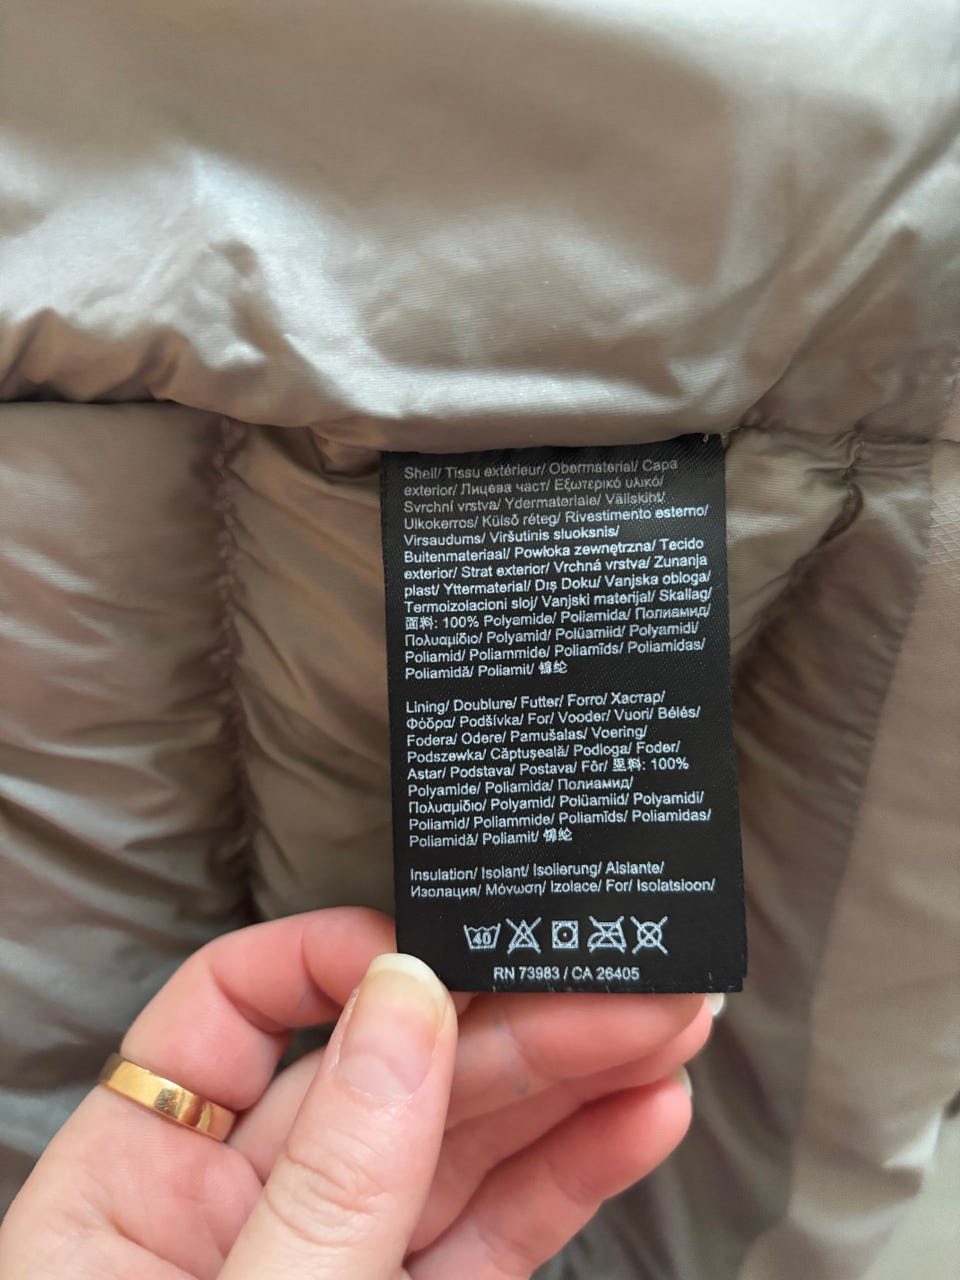 Shell/ Tissu extérieur/ Obermaterial/ Capa
exterior/ Лицева част/ Εξωτερικό υλικό/
Svrchní vrstva/ Ydermateriale/ Väliskiht/
Ulkokerros/ Külső réteg/ Rivestimento esterno/
Virsaudums/ Viršutinis sluoksnis/
Buitenmateriaal/ Powłoka zewnętrzna/ Tecido
exterior/ Strat exterior/ Vrchná vrstva/ Zunanja
plast/ Yttermaterial/ Dış Doku/ Vanjska obloga/
Termoizolacioni sloj/ Vanjski materijal/ Skallag/
面料: 100% Polyamide/ Poliamida/ Полиамид/
Πολυαμίδιο/ Polyamid/ Polüamiid/ Polyamidi/
Poliamid/ Poliammide/ Poliamīds/ Poliamidas/
Poliamidă/ Poliamit/ 锦纶
Lining/ Doublure/ Futter/ Forro/ Хастар/
Φόδρα/ Podšívka/ For/ Vooder/ Vuori/ Bélés/
Fodera/ Odere/ Pamušalas/ Voering/
Podszewka/ Căptușeală/ Podloga/ Foder/
Astar/ Podstava/ Postava/ Fôr/ 里料: 100%
Polyamide/ Poliamida/ Полиамид/
Πολυαμίδιο/ Polyamid/ Polüamiid/ Polyamidi/
Poliamid/ Poliammide/ Poliamīds/ Poliamidas/
Poliamidă/ Poliamit/ 锦纶
Insulation/ Isolant/ Isolierung/ Aislante/
Изолация/ Μόνωση/ Izolace/ For/ Isolatsioon/
40
RN 73983 / CA 26405